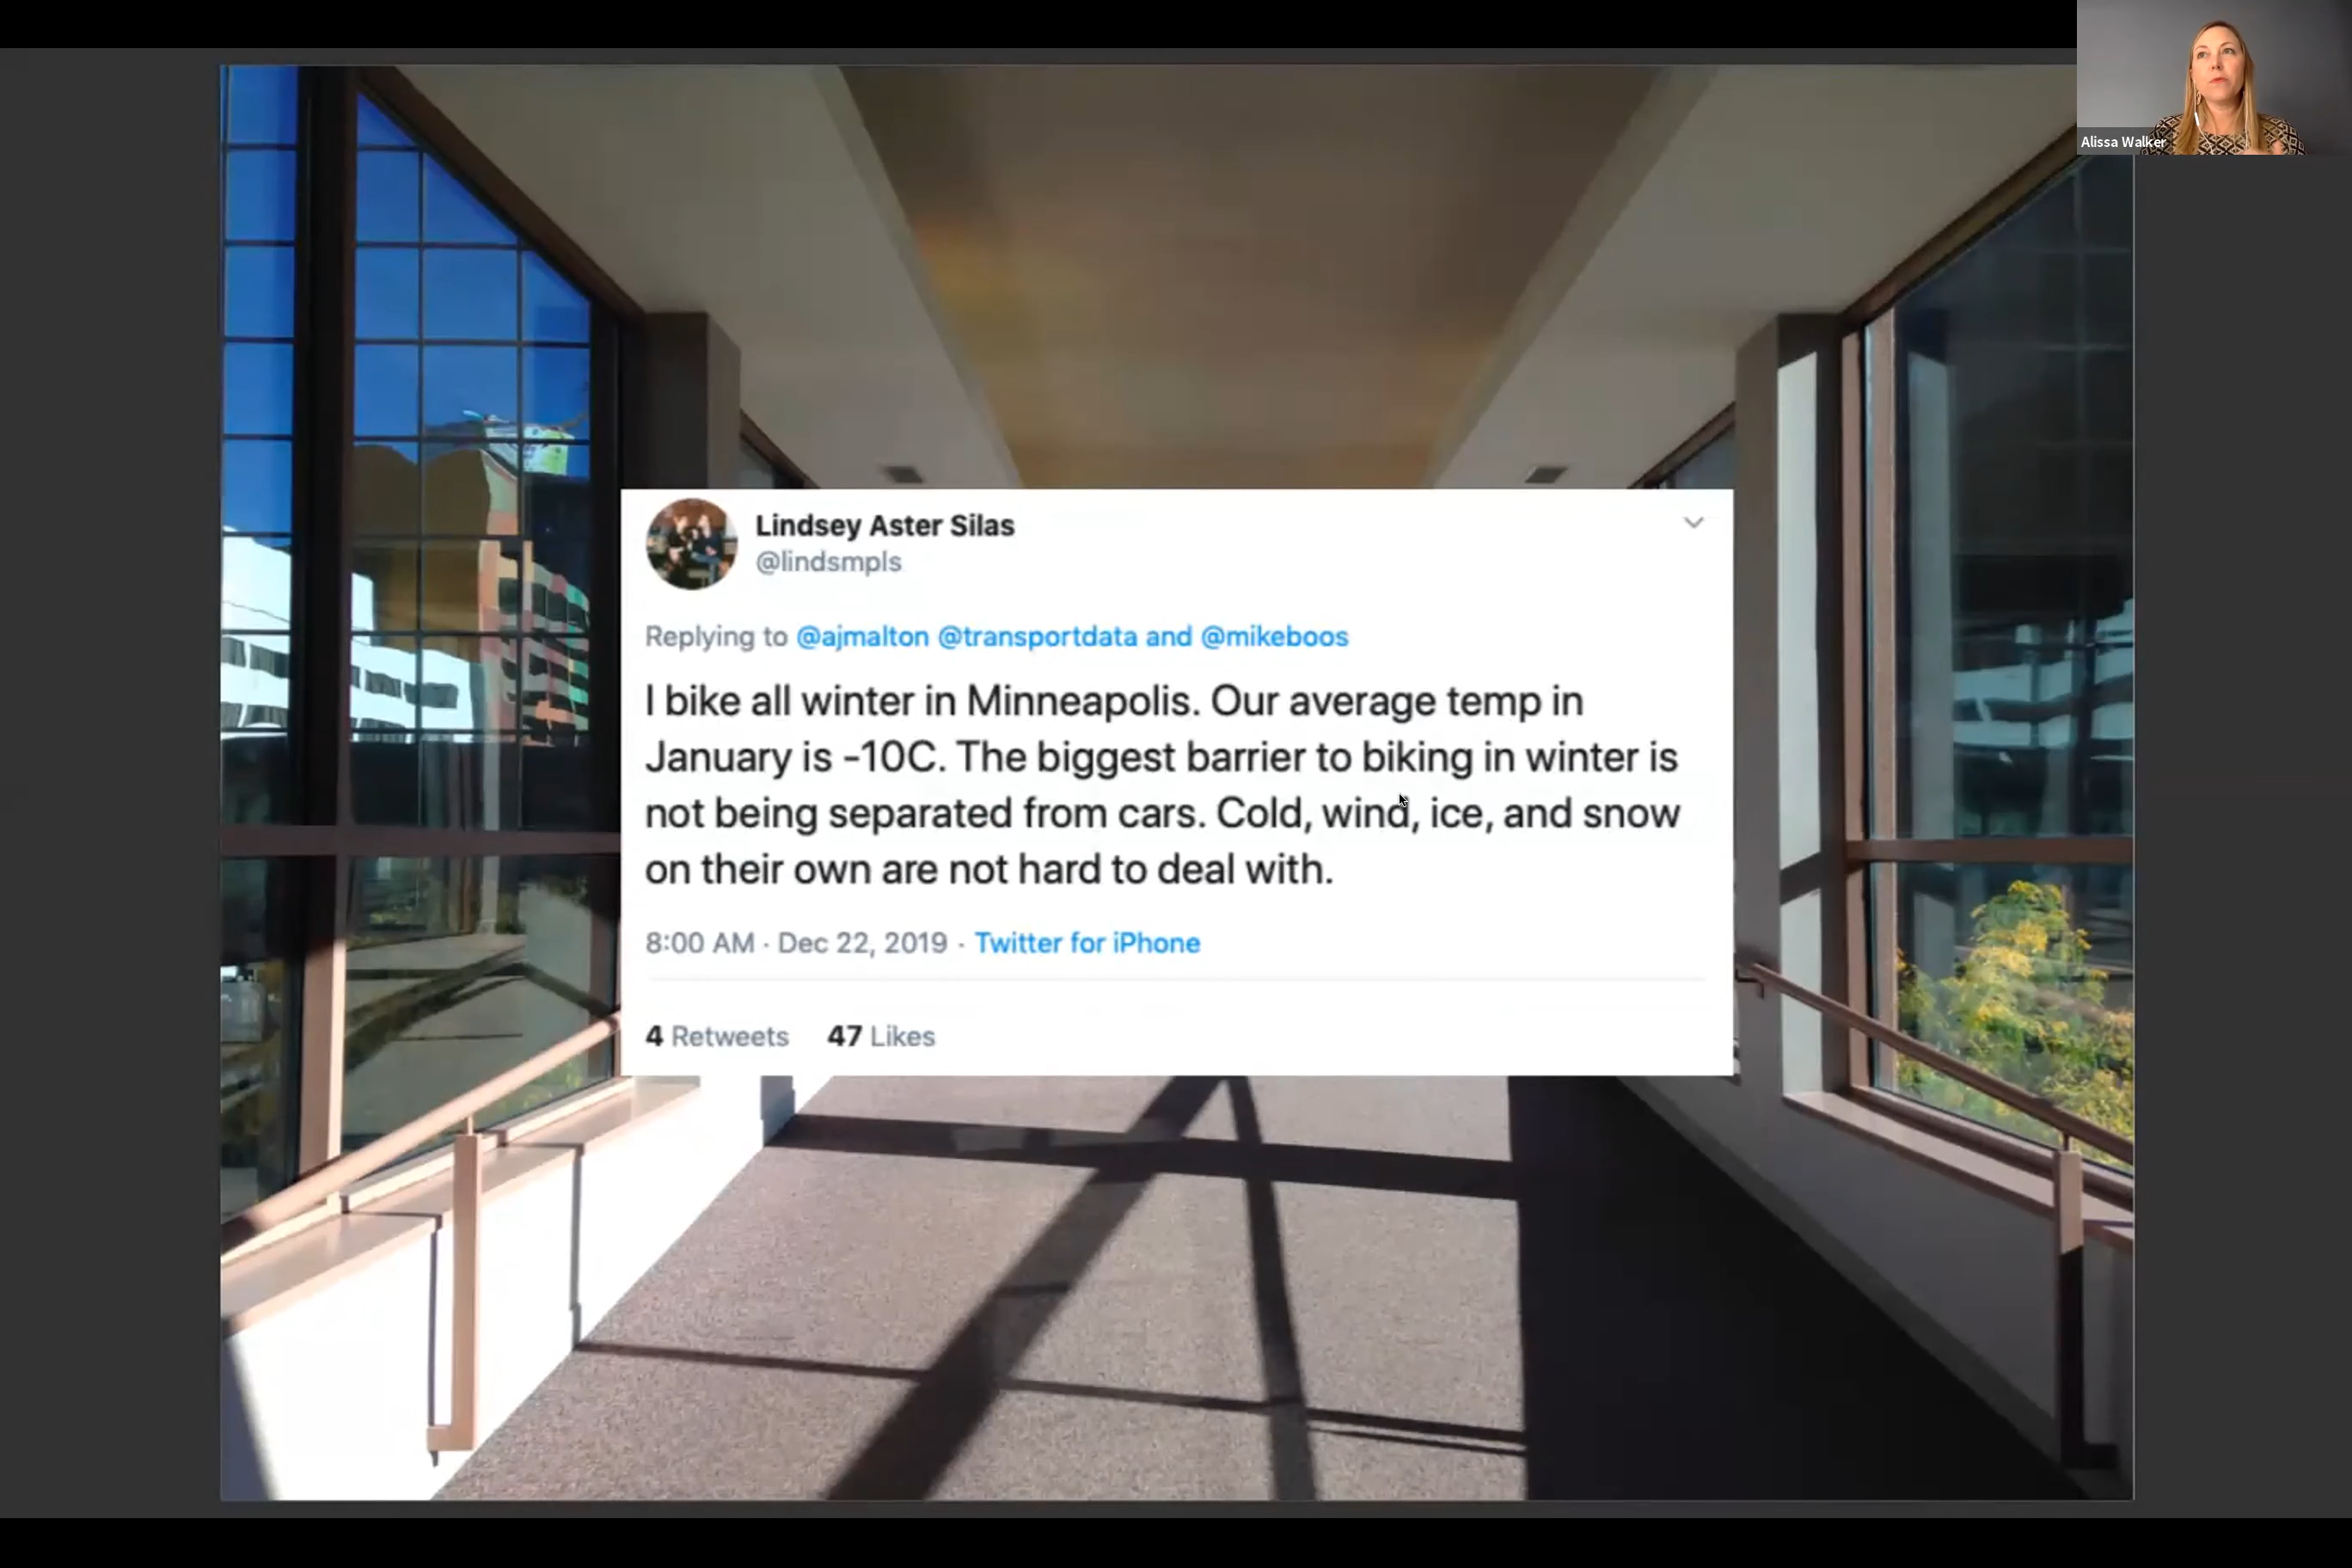 Alissa Walker
Lindsey Aster Silas
@lindsmpls
Replying to @ajmalton @transportdata and @mikeboos
I bike all winter in Minneapolis. Our average temp in
January is -10C. The biggest barrier to biking in winter is
not being separated from cars. Cold, wind, ice, and snow
on their own are not hard to deal with.
8:00 AM · Dec 22, 2019 · Twitter for iPhone
4 Retweets 47 Likes